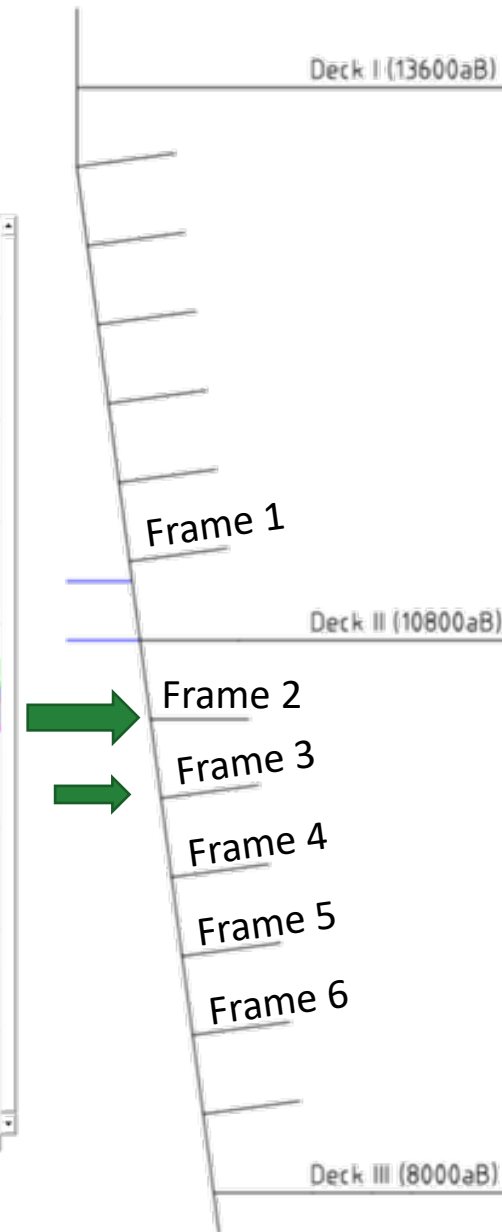 Deck I (13600aB)
Frame 1
Deck II (10800aB)
Frame 2
Frame 3
Frame 4
Frame 5
Frame 6
Deck III (8000aB)